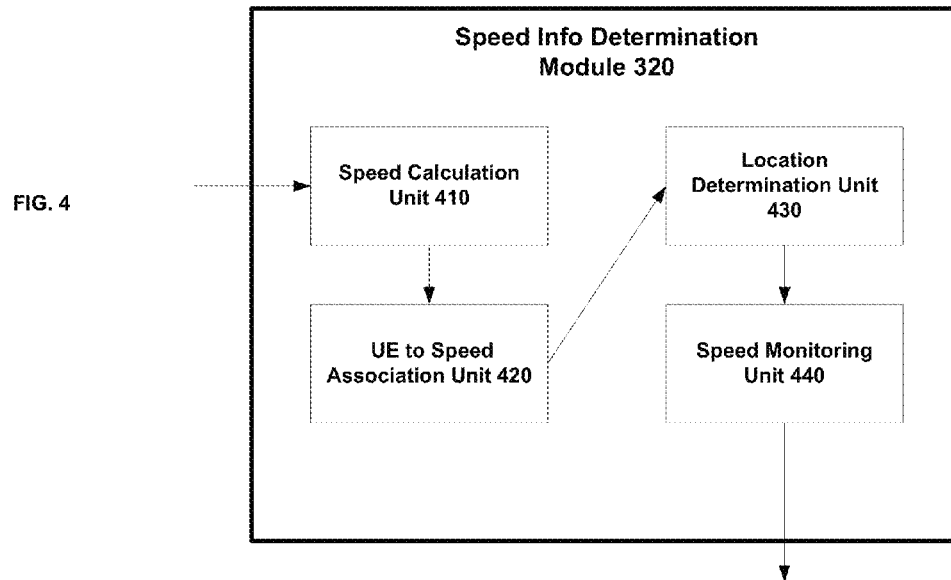 Speed Info Determination
Module 320
FIG. 4
Speed Calculation
Unit 410
UE to Speed
Association Unit 420
Location
Determination Unit
430
Speed Monitoring
Unit 440